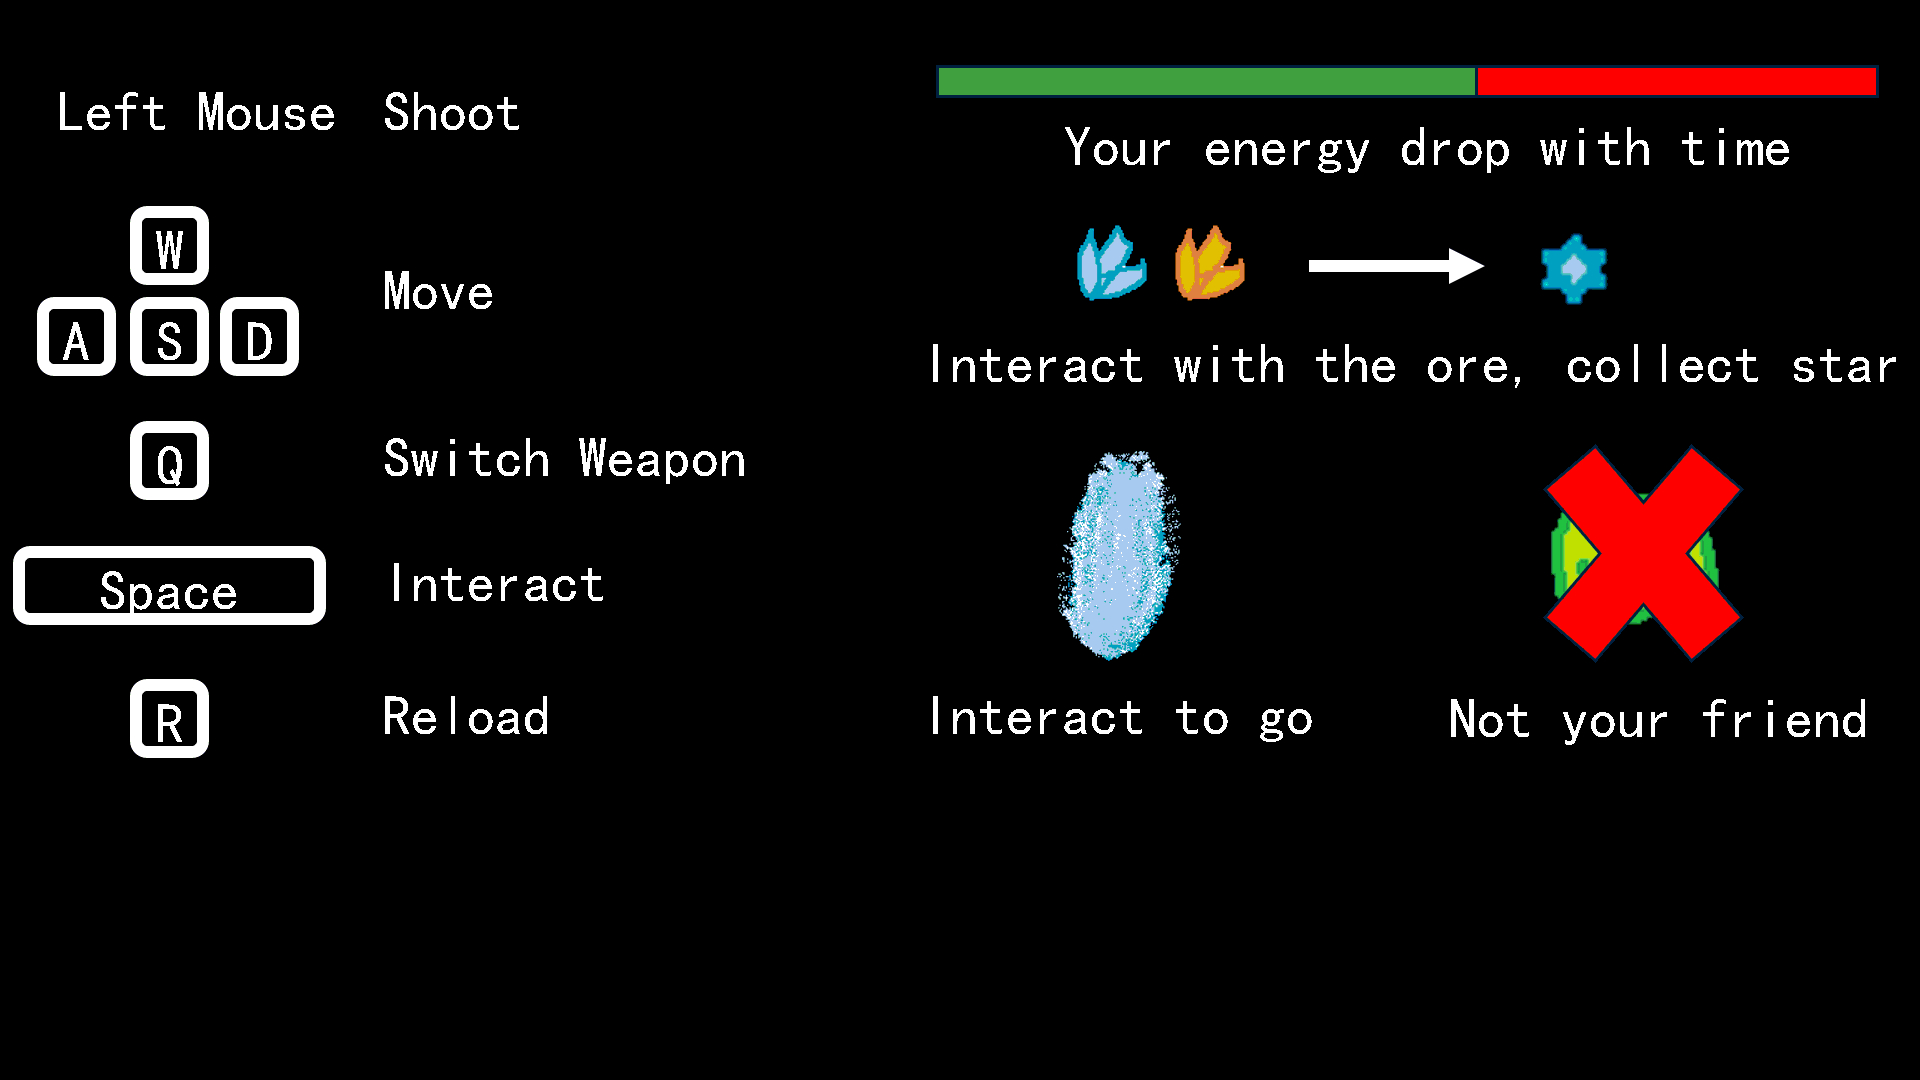 Left Mouse Shoot
W
A S D Move
Q Switch Weapon
Space Interact
R Reload
Your energy drop with time
Interact with the ore, collect star
Interact to go
Not your friend